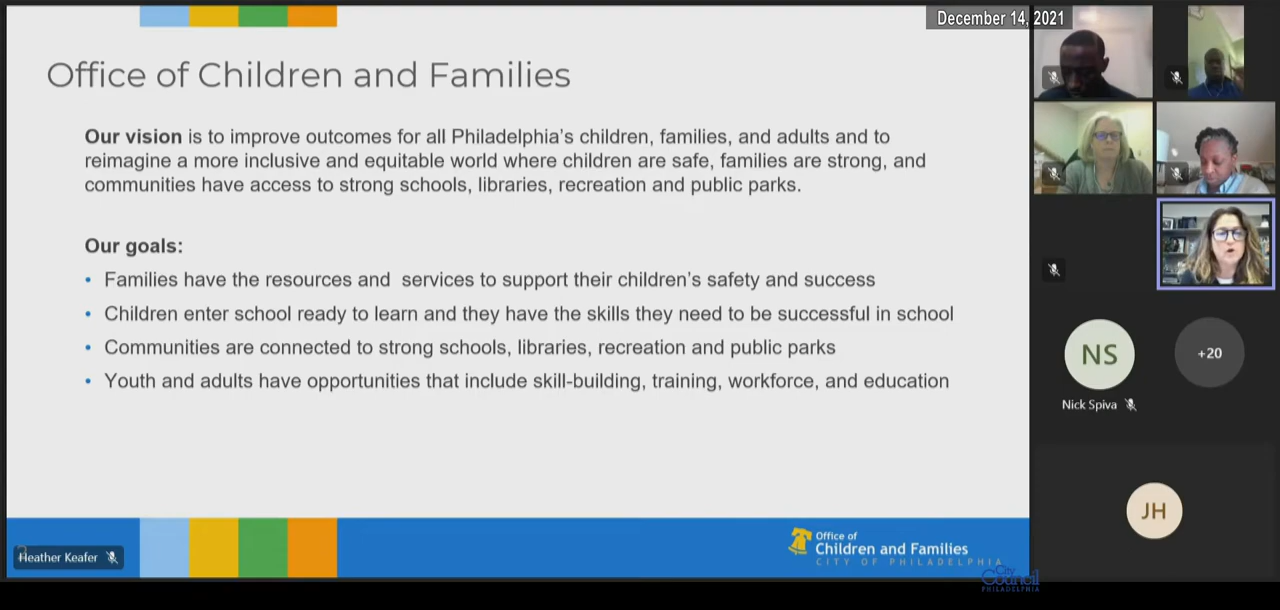 December 14, 2021
Office of Children and Families
Our vision is to improve outcomes for all Philadelphia's children, families, and adults and to
reimagine a more inclusive and equitable world where children are safe, families are strong, and
communities have access to strong schools, libraries, recreation and public parks.
Our goals:
• Families have the resources and services to support their children's safety and success
• Children enter school ready to learn and they have the skills they need to be successful in school
• Communities are connected to strong schools, libraries, recreation and public parks
• Youth and adults have opportunities that include skill-building, training, workforce, and education
NS
+20
Nick Spiva
JH
Heather Keafer
Office of
Children and Families
CITY OF PHILADELPHIA
City
Council
PHILADELPHIA